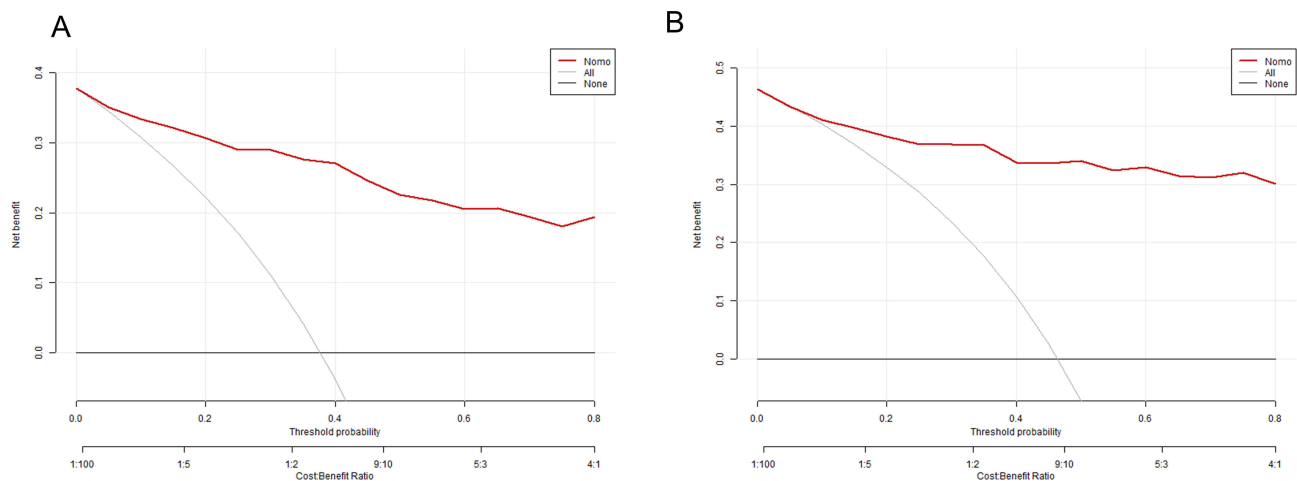 A
Nomo
All
None
0.4
0.3
0.2
0.1
0.0
Net benefit
0.0 0.2 0.4 0.6 0.8
Threshold probability
1:100 1:5 1:2 9:10 5:3 4:1
Cost:Benefit Ratio
B
Nomo
All
None
0.5
0.4
0.3
0.2
0.1
0.0
Net benefit
0.0 0.2 0.4 0.6 0.8
Threshold probability
1:100 1:5 1:2 9:10 5:3 4:1
Cost:Benefit Ratio